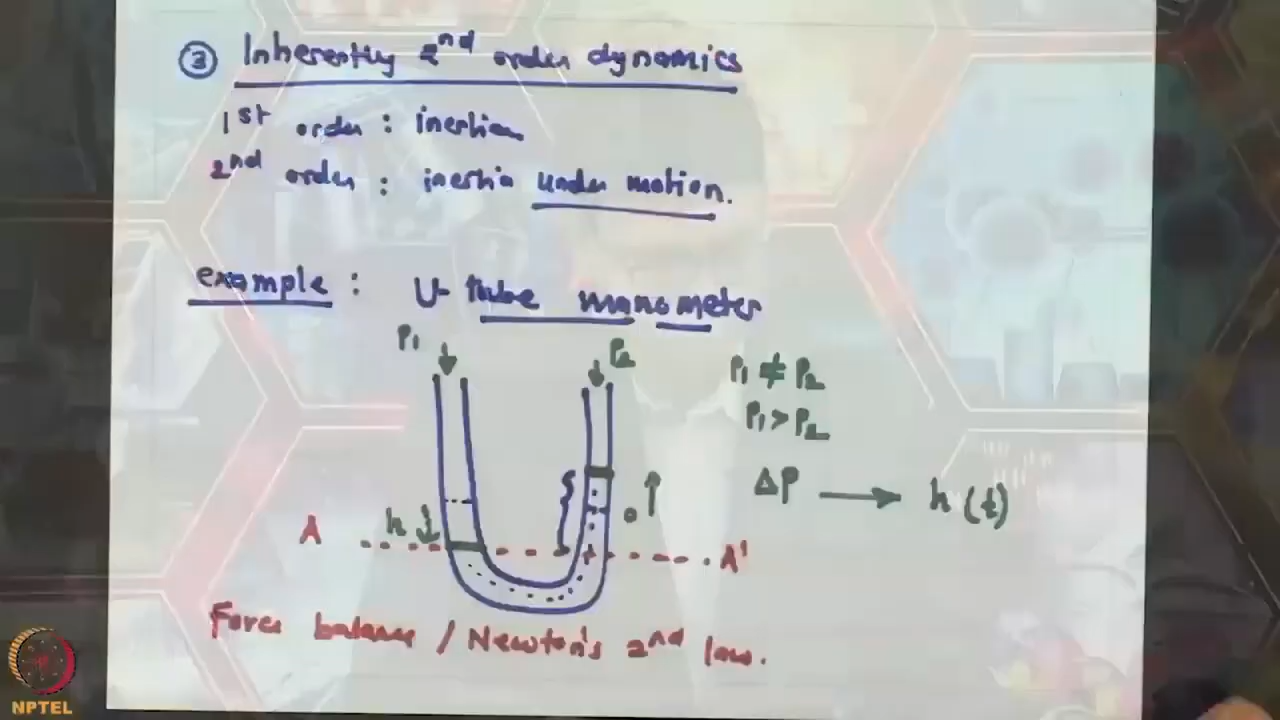 ③ Inherently 2nd order dynamics
1st order : inertia
2nd order : inertia under motion.
example : U-tube manometer
P1
P2
P1 ≠ P2
P1 > P2
ΔP → h(t)
h
0
A
A'
Force balance / Newton's 2nd law.
NPTEL